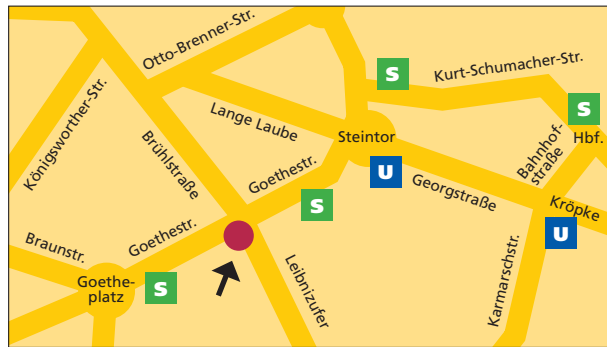 Otto-Brenner-Str.
S
Kurt-Schumacher-Str.
Königsworther-Str.
Lange Laube
S
Hbf.
Steintor
Bahnhof-
straße
Brühlstraße
Goethestr.
U
S
Georgstraße
Kröpke
U
Goethestr.
Braunstr.
Goethe-
platz
S
Leibnizufer
Karmarschstr.